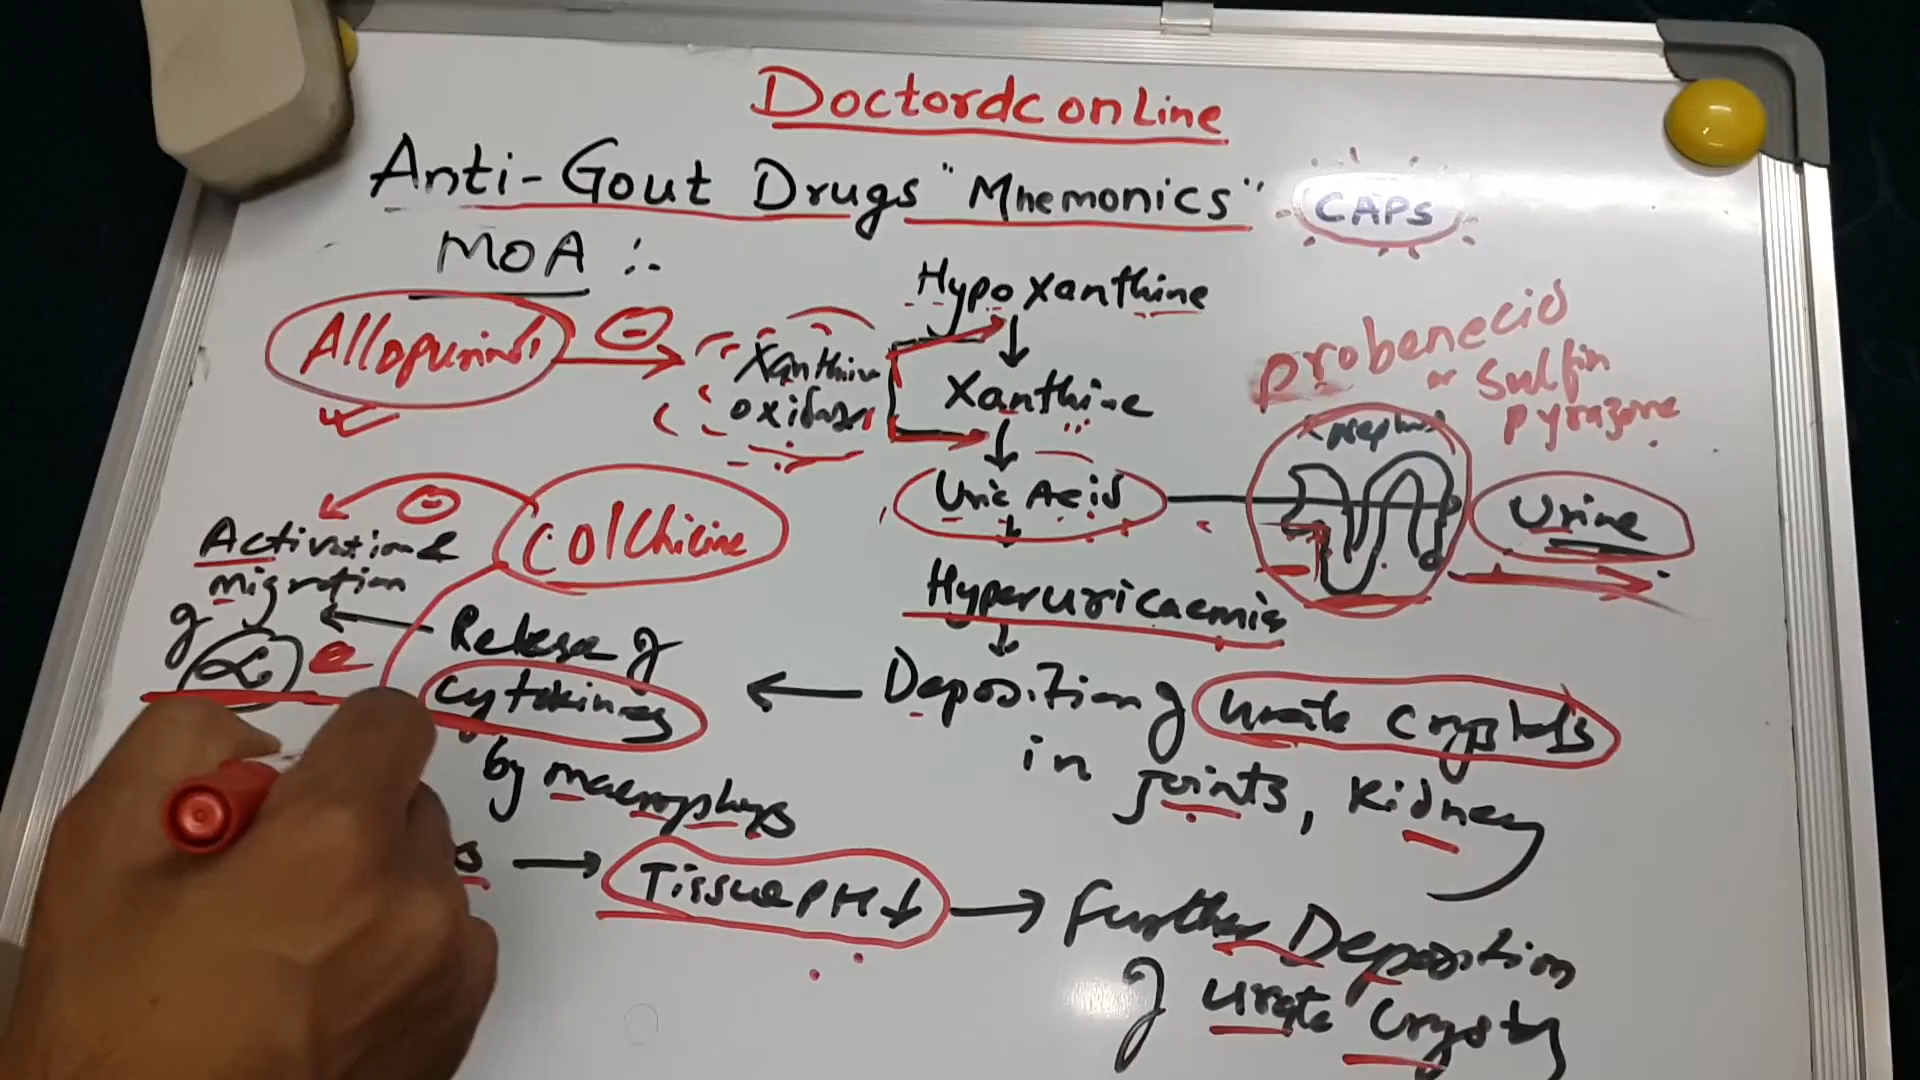 Doctordconline
Anti-Gout Drugs "Mnemonics" CAPS
MOA :-
Hypoxanthine
Allopurinol
Xanthine
oxidase
Xanthine
probenecid
or Sulfin
pyrazone
nephron
Uric Acid
Urine
Colchicine
Activation &
migration
Hyperuricaemia
Release of
Cytokines
by macrophages
Deposition of Urate Crystals
in joints, Kidney
Tissue PH↓
Further Deposition
of urate Crystals